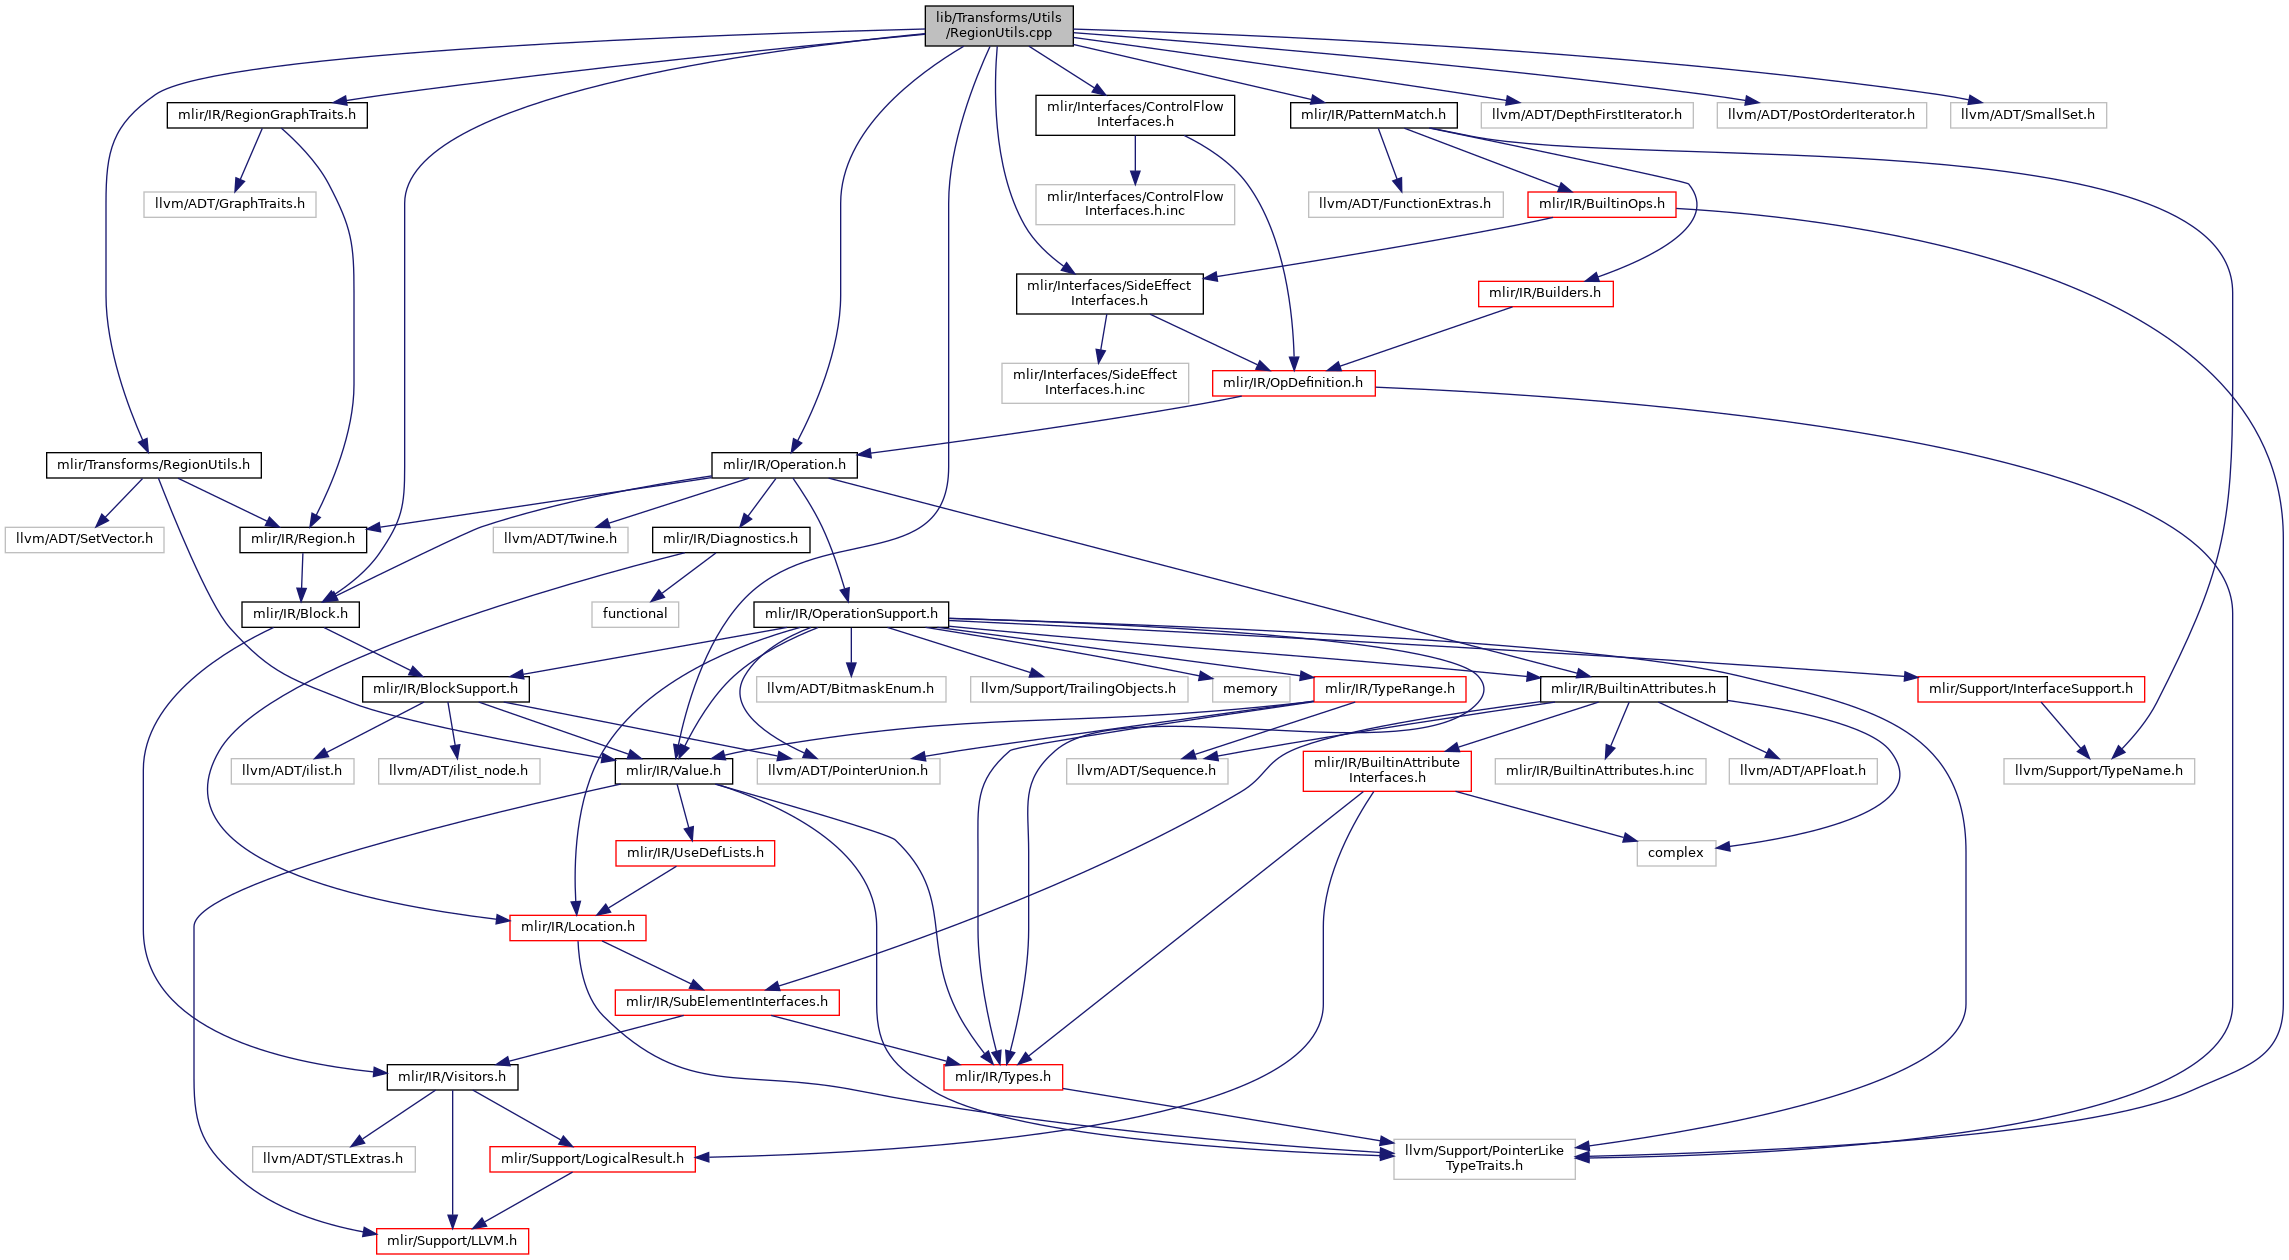 lib/Transforms/Utils
/RegionUtils.cpp
mlir/IR/RegionGraphTraits.h
mlir/Interfaces/ControlFlow
Interfaces.h
mlir/IR/PatternMatch.h
llvm/ADT/DepthFirstIterator.h
llvm/ADT/PostOrderIterator.h
llvm/ADT/SmallSet.h
llvm/ADT/GraphTraits.h
mlir/Interfaces/ControlFlow
Interfaces.h.inc
llvm/ADT/FunctionExtras.h
mlir/IR/BuiltinOps.h
mlir/Interfaces/SideEffect
Interfaces.h
mlir/IR/Builders.h
mlir/Interfaces/SideEffect
Interfaces.h.inc
mlir/IR/OpDefinition.h
mlir/Transforms/RegionUtils.h
mlir/IR/Operation.h
llvm/ADT/SetVector.h
mlir/IR/Region.h
llvm/ADT/Twine.h
mlir/IR/Diagnostics.h
mlir/IR/Block.h
functional
mlir/IR/OperationSupport.h
mlir/IR/BlockSupport.h
llvm/ADT/BitmaskEnum.h
llvm/Support/TrailingObjects.h
memory
mlir/IR/TypeRange.h
mlir/IR/BuiltinAttributes.h
mlir/Support/InterfaceSupport.h
llvm/ADT/ilist.h
llvm/ADT/ilist_node.h
mlir/IR/Value.h
llvm/ADT/PointerUnion.h
llvm/ADT/Sequence.h
mlir/IR/BuiltinAttribute
Interfaces.h
mlir/IR/BuiltinAttributes.h.inc
llvm/ADT/APFloat.h
llvm/Support/TypeName.h
mlir/IR/UseDefLists.h
complex
mlir/IR/Location.h
mlir/IR/SubElementInterfaces.h
mlir/IR/Visitors.h
mlir/IR/Types.h
llvm/ADT/STLExtras.h
mlir/Support/LogicalResult.h
llvm/Support/PointerLike
TypeTraits.h
mlir/Support/LLVM.h